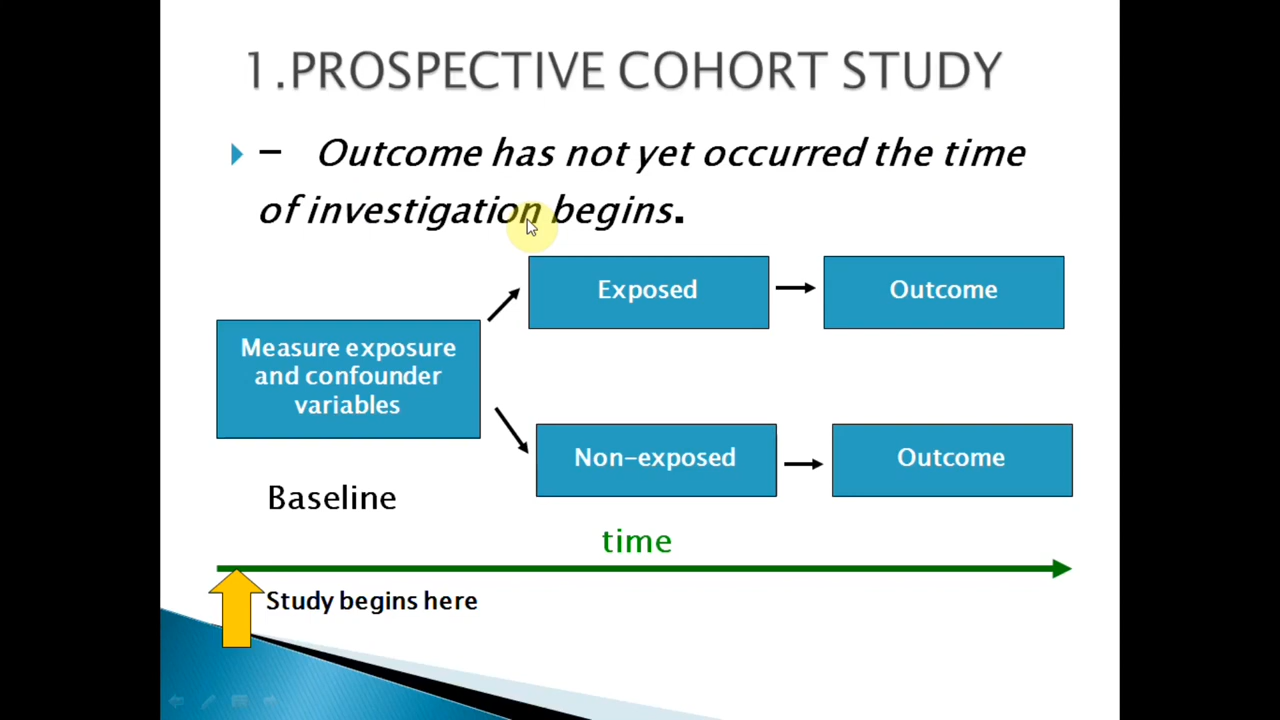 1.PROSPECTIVE COHORT STUDY
– Outcome has not yet occurred the time
of investigation begins.
Exposed
Outcome
Measure exposure
and confounder
variables
Non-exposed
Outcome
Baseline
time
Study begins here